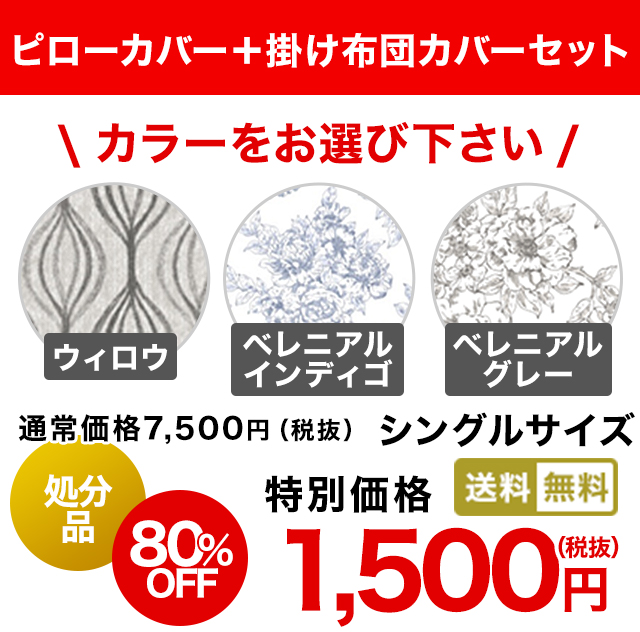 ピローカバー＋掛け布団カバーセット
\ カラーをお選び下さい /
ウィロウ
ベレニアル
インディゴ
ベレニアル
グレー
通常価格7,500円（税抜）
シングルサイズ
処分
品
80%
OFF
特別価格
送料無料
1,500円
(税抜)